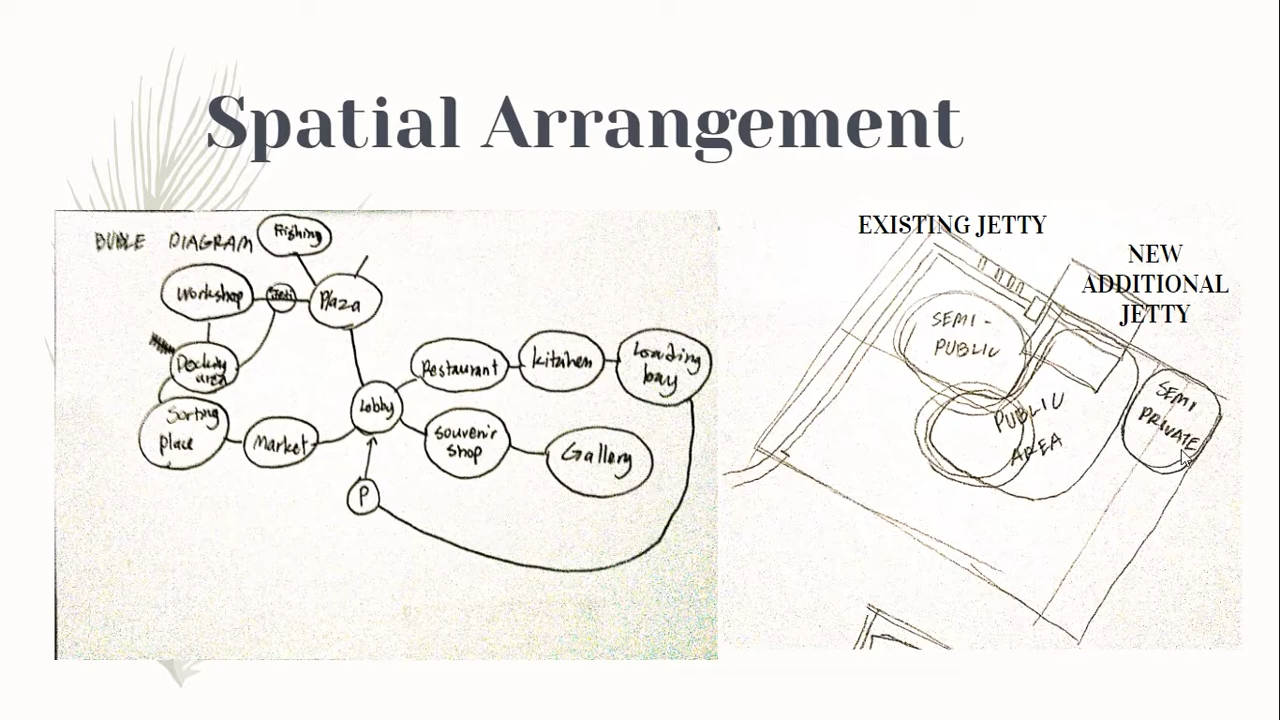 Spatial Arrangement
BUBLE DIAGRAM
Fishing
Workshop
Plaza
Docking
area
Sorting
place
Market
Lobby
Restaurant
kitchen
Loading
bay
souvenir
shop
Gallery
P
EXISTING JETTY
NEW
ADDITIONAL
JETTY
SEMI-
PUBLIC
PUBLIC
AREA
SEMI
PRIVATE